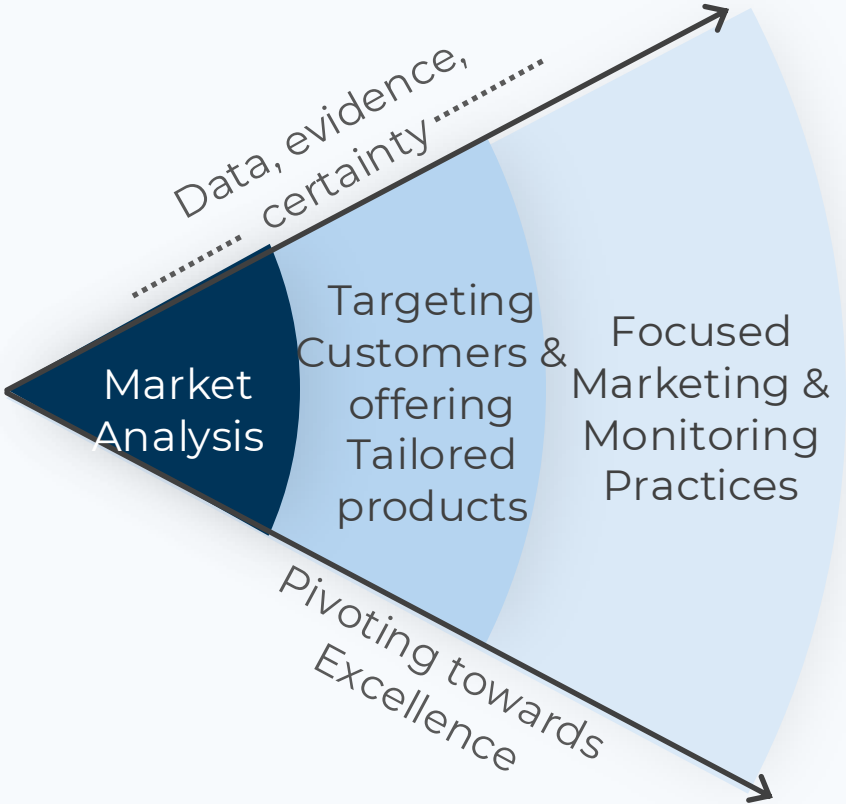 Data, evidence,
certainty
Market
Analysis
Targeting
Customers &
offering
Tailored
products
Focused
Marketing &
Monitoring
Practices
Pivoting towards
Excellence